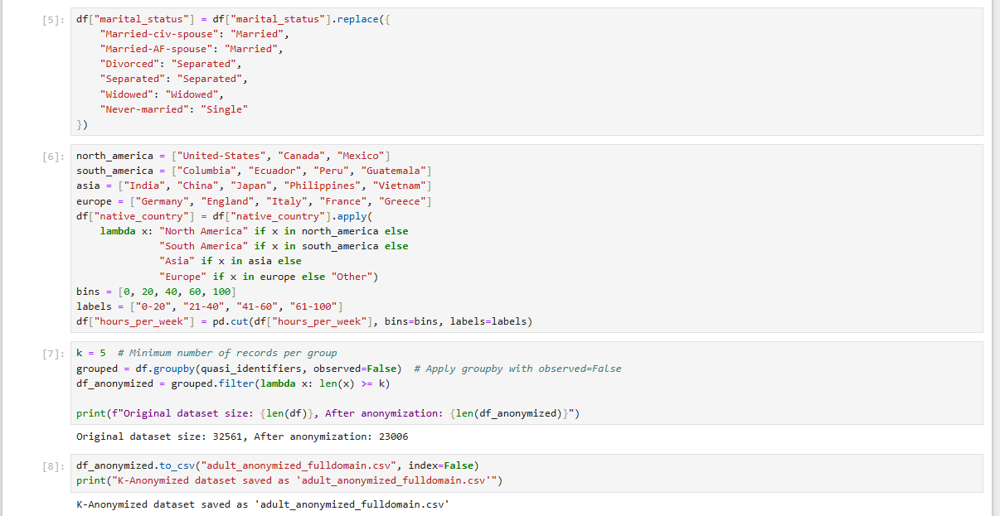 [5]: df["marital_status"] = df["marital_status"].replace({
    "Married-civ-spouse": "Married",
    "Married-AF-spouse": "Married",
    "Divorced": "Separated",
    "Separated": "Separated",
    "Widowed": "Widowed",
    "Never-married": "Single"
})
[6]: north_america = ["United-States", "Canada", "Mexico"]
south_america = ["Columbia", "Ecuador", "Peru", "Guatemala"]
asia = ["India", "China", "Japan", "Philippines", "Vietnam"]
europe = ["Germany", "England", "Italy", "France", "Greece"]
df["native_country"] = df["native_country"].apply(
    lambda x: "North America" if x in north_america else
              "South America" if x in south_america else
              "Asia" if x in asia else
              "Europe" if x in europe else "Other")
bins = [0, 20, 40, 60, 100]
labels = ["0-20", "21-40", "41-60", "61-100"]
df["hours_per_week"] = pd.cut(df["hours_per_week"], bins=bins, labels=labels)
[7]: k = 5  # Minimum number of records per group
grouped = df.groupby(quasi_identifiers, observed=False)  # Apply groupby with observed=False
df_anonymized = grouped.filter(lambda x: len(x) >= k)
print(f"Original dataset size: {len(df)}, After anonymization: {len(df_anonymized)}")
Original dataset size: 32561, After anonymization: 23006
[8]: df_anonymized.to_csv("adult_anonymized_fulldomain.csv", index=False)
print("K-Anonymized dataset saved as 'adult_anonymized_fulldomain.csv'")
K-Anonymized dataset saved as 'adult_anonymized_fulldomain.csv'